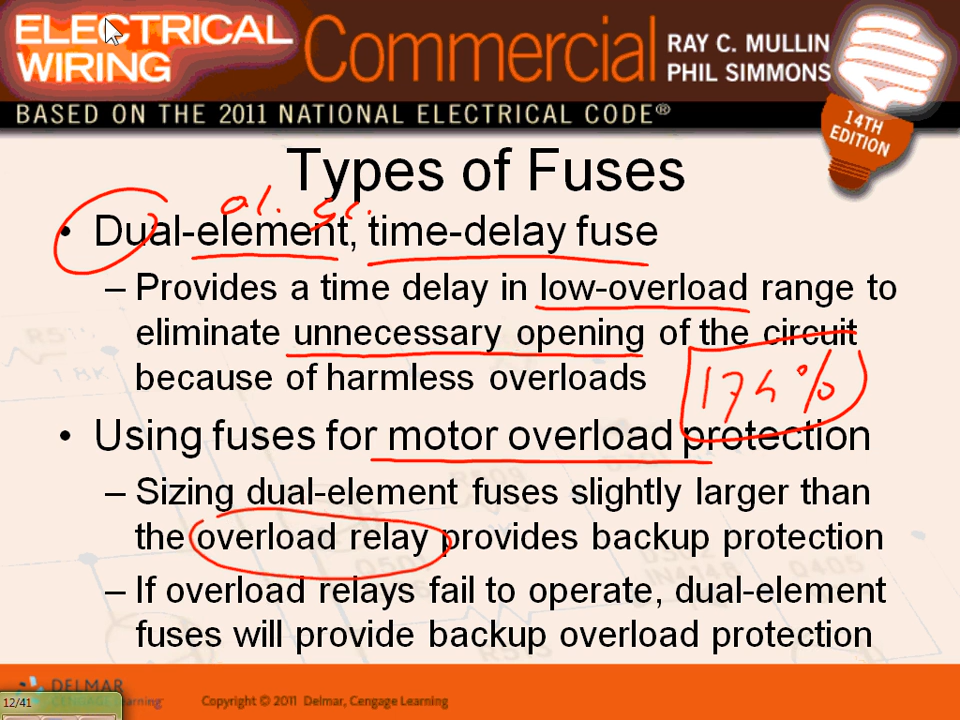 ELECTRICAL
WIRING
Commercial
RAY C. MULLIN
PHIL SIMMONS
BASED ON THE 2011 NATIONAL ELECTRICAL CODE®
14TH
EDITION
Types of Fuses
o.l. s.c.
• Dual-element, time-delay fuse
– Provides a time delay in low-overload range to
eliminate unnecessary opening of the circuit
because of harmless overloads
175%
• Using fuses for motor overload protection
– Sizing dual-element fuses slightly larger than
the overload relay provides backup protection
– If overload relays fail to operate, dual-element
fuses will provide backup overload protection
DELMAR
CENGAGE Learning
Copyright © 2011 Delmar, Cengage Learning
12/41